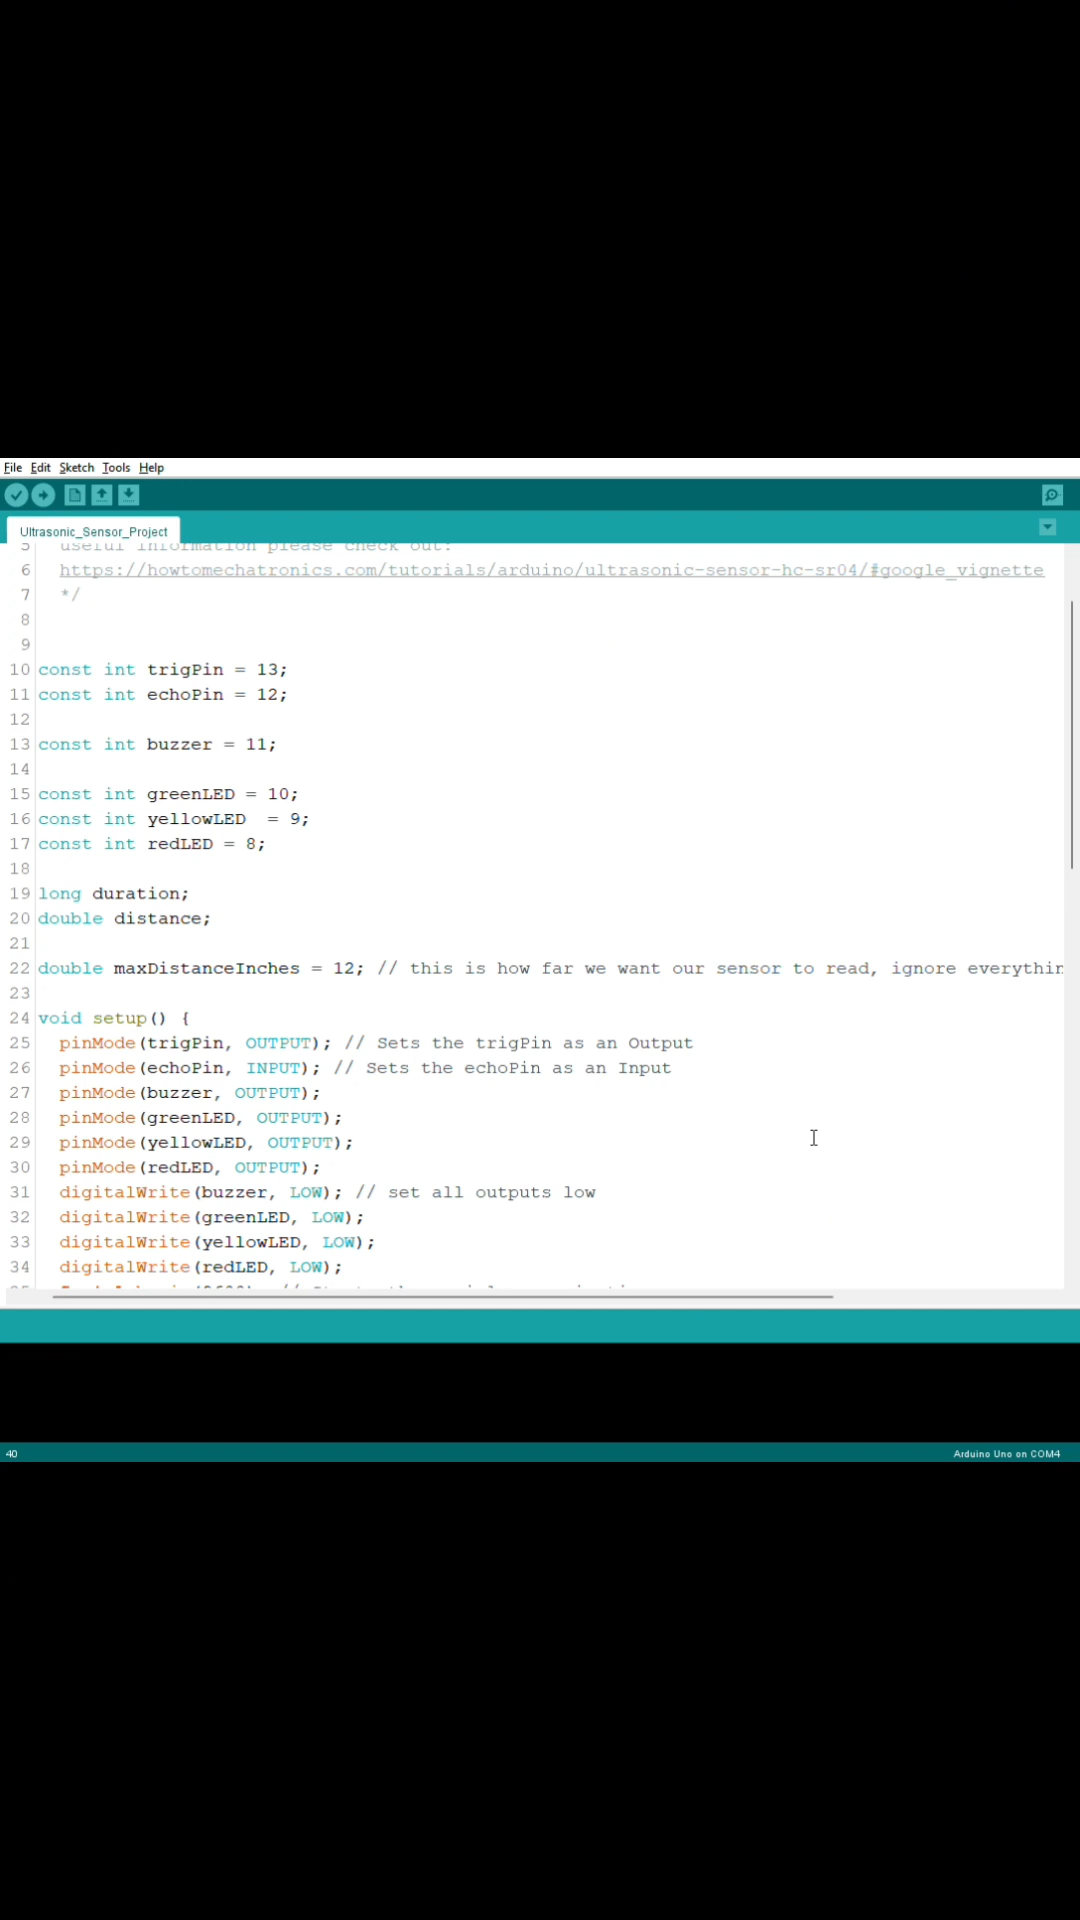 File Edit Sketch Tools Help
Ultrasonic_Sensor_Project
5 useful information please check out:
6 https://howtomechatronics.com/tutorials/arduino/ultrasonic-sensor-hc-sr04/#google_vignette
7 */
8
9
10 const int trigPin = 13;
11 const int echoPin = 12;
12
13 const int buzzer = 11;
14
15 const int greenLED = 10;
16 const int yellowLED  = 9;
17 const int redLED = 8;
18
19 long duration;
20 double distance;
21
22 double maxDistanceInches = 12; // this is how far we want our sensor to read, ignore everythin
23
24 void setup() {
25 pinMode(trigPin, OUTPUT); // Sets the trigPin as an Output
26 pinMode(echoPin, INPUT); // Sets the echoPin as an Input
27 pinMode(buzzer, OUTPUT);
28 pinMode(greenLED, OUTPUT);
29 pinMode(yellowLED, OUTPUT);
30 pinMode(redLED, OUTPUT);
31 digitalWrite(buzzer, LOW); // set all outputs low
32 digitalWrite(greenLED, LOW);
33 digitalWrite(yellowLED, LOW);
34 digitalWrite(redLED, LOW);
40
Arduino Uno on COM4